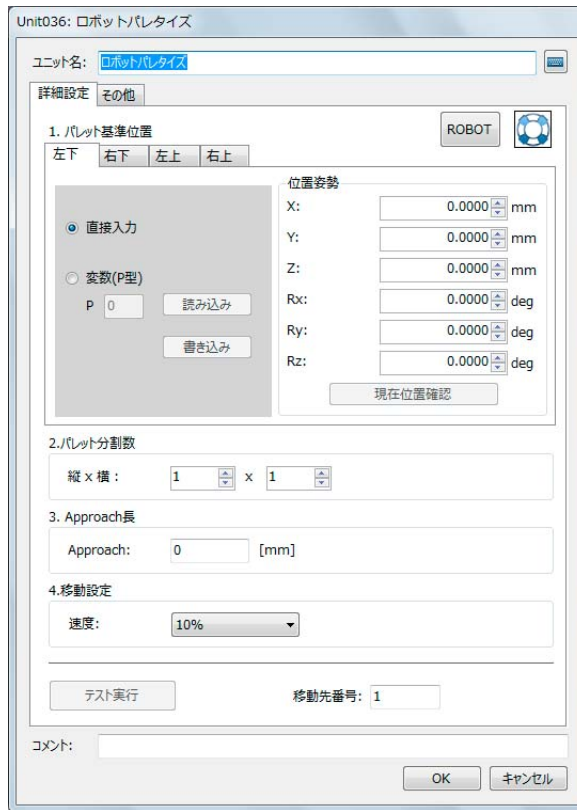 Unit036: ロボットパレタイズ
ユニット名: ロボットパレタイズ
詳細設定 その他
1. パレット基準位置 ROBOT
左下 右下 左上 右上
位置姿勢
直接入力
変数(P型)
P 0 読み込み
書き込み
X: 0.0000 mm
Y: 0.0000 mm
Z: 0.0000 mm
Rx: 0.0000 deg
Ry: 0.0000 deg
Rz: 0.0000 deg
現在位置確認
2.パレット分割数
縦 x 横 : 1 x 1
3. Approach長
Approach: 0 [mm]
4.移動設定
速度: 10%
テスト実行 移動先番号: 1
コメント:
OK キャンセル